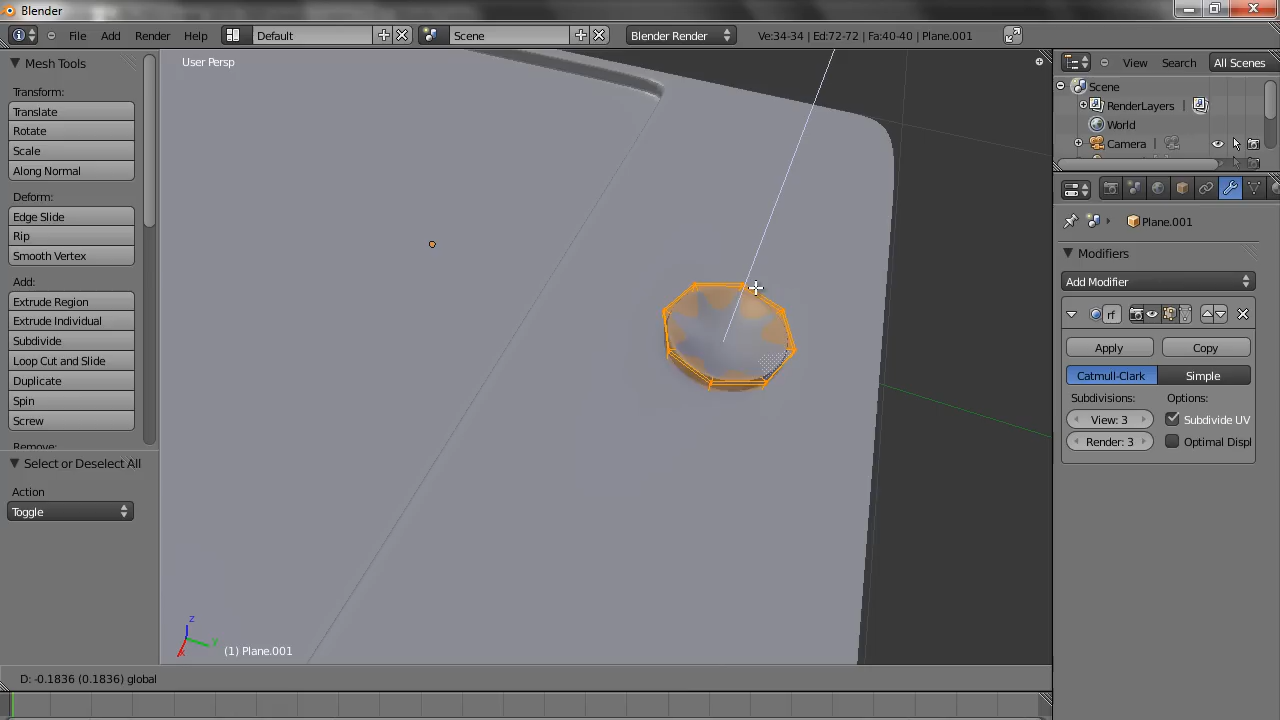 Blender
File Add Render Help Default Scene Blender Render Ve:34-34 | Ed:72-72 | Fa:40-40 | Plane.001
Mesh Tools
Transform:
Translate
Rotate
Scale
Along Normal
Deform:
Edge Slide
Rip
Smooth Vertex
Add:
Extrude Region
Extrude Individual
Subdivide
Loop Cut and Slide
Duplicate
Spin
Screw
Select or Deselect All
Action
Toggle
User Persp
z
(1) Plane.001
D: -0.1836 (0.1836) global
View Search All Scenes
Scene
RenderLayers |
World
Camera |
Plane.001
Modifiers
Add Modifier
rf
Apply Copy
Catmull-Clark Simple
Subdivisions: Options:
View: 3 Subdivide UV
Render: 3 Optimal Displ